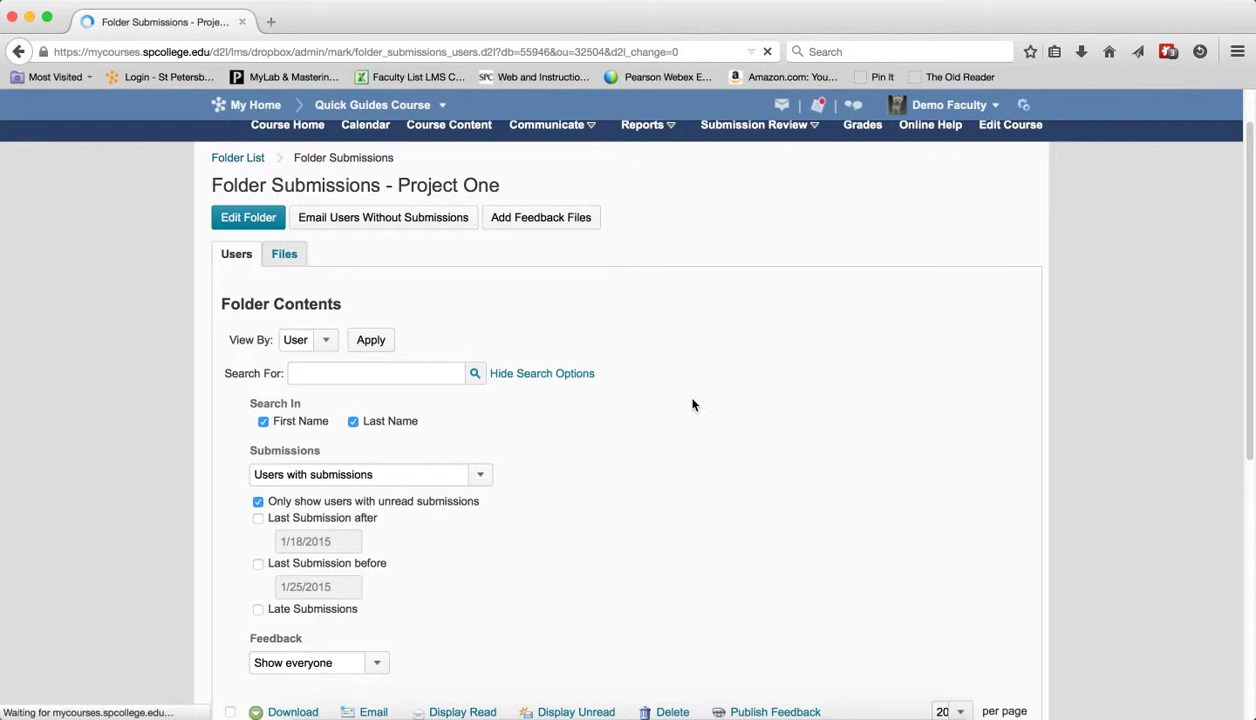 Folder Submissions - Proje...
https://mycourses.spcollege.edu/d2l/lms/dropbox/admin/mark/folder_submissions_users.d2l?db=55946&ou=32504&d2l_change=0
Search
Most Visited
Login - St Petersb...
MyLab & Mastering...
Faculty List LMS C...
SPC Web and Instructio...
Pearson Webex E...
Amazon.com: You...
Pin It
The Old Reader
My Home
Quick Guides Course
Demo Faculty
Course Home
Calendar
Course Content
Communicate
Reports
Submission Review
Grades
Online Help
Edit Course
Folder List
Folder Submissions
Folder Submissions - Project One
Edit Folder
Email Users Without Submissions
Add Feedback Files
Users
Files
Folder Contents
View By:
User
Apply
Search For:
Hide Search Options
Search In
First Name
Last Name
Submissions
Users with submissions
Only show users with unread submissions
Last Submission after
1/18/2015
Last Submission before
1/25/2015
Late Submissions
Feedback
Show everyone
Download
Email
Display Read
Display Unread
Delete
Publish Feedback
20
per page
Waiting for mycourses.spcollege.edu...